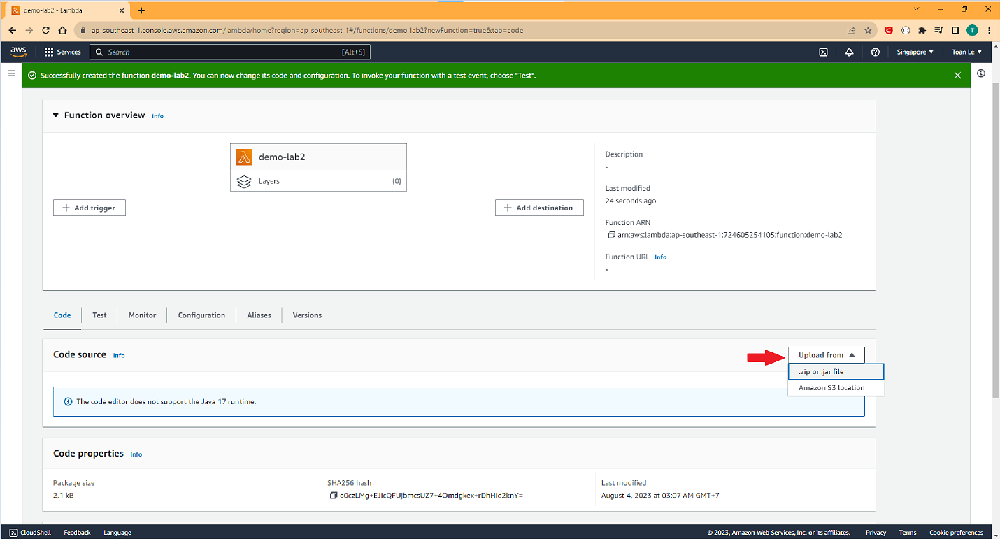 demo-lab2 - Lambda
ap-southeast-1.console.aws.amazon.com/lambda/home?region=ap-southeast-1#/functions/demo-lab2?newFunction=true&tab=code
T
aws Services Search [Alt+S] Singapore Toan Le
Successfully created the function demo-lab2. You can now change its code and configuration. To invoke your function with a test event, choose "Test".
Function overview Info
demo-lab2
Layers (0)
Add trigger
Add destination
Description
-
Last modified
24 seconds ago
Function ARN
arn:aws:lambda:ap-southeast-1:724605254105:function:demo-lab2
Function URL Info
-
Code Test Monitor Configuration Aliases Versions
Code source Info
Upload from
.zip or .jar file
Amazon S3 location
The code editor does not support the Java 17 runtime.
Code properties Info
Package size
2.1 kB
SHA256 hash
o0czLMg+EJIcQFUjbmcsUZ7+4Omdgkex+rDhHld2knY=
Last modified
August 4, 2023 at 03:07 AM GMT+7
CloudShell Feedback Language © 2023, Amazon Web Services, Inc. or its affiliates. Privacy Terms Cookie preferences